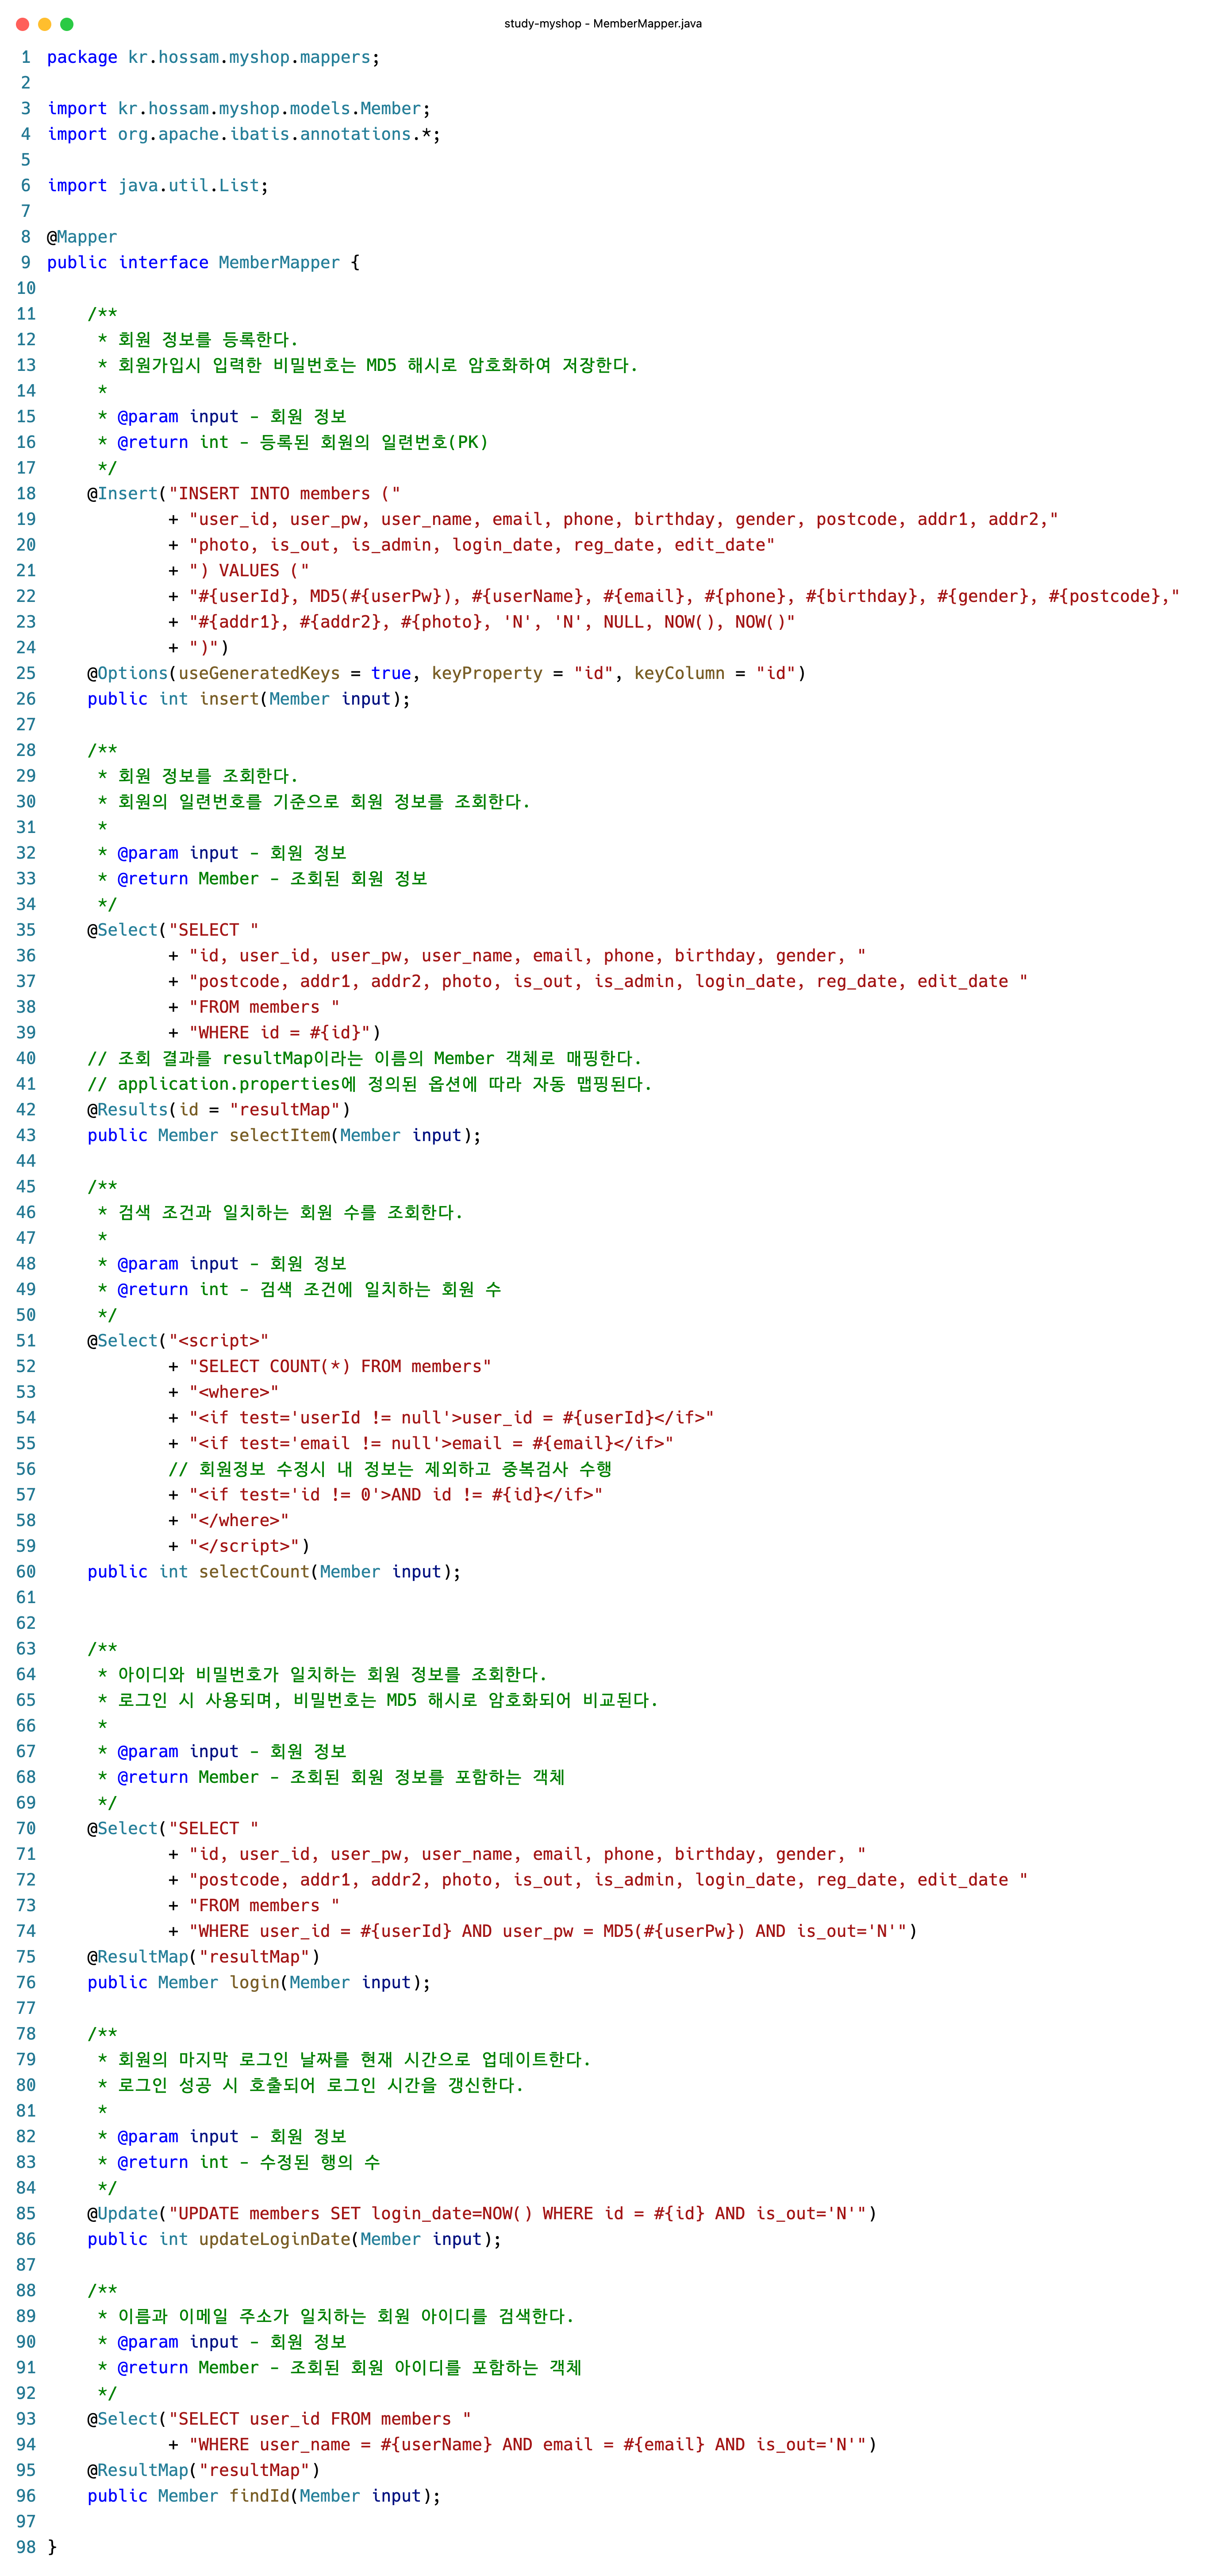 study-myshop - MemberMapper.java
1 package kr.hossam.myshop.mappers;
2
3 import kr.hossam.myshop.models.Member;
4 import org.apache.ibatis.annotations.*;
5
6 import java.util.List;
7
8 @Mapper
9 public interface MemberMapper {
10
11     /**
12      * 회원 정보를 등록한다.
13      * 회원가입시 입력한 비밀번호는 MD5 해시로 암호화하여 저장한다.
14      *
15      * @param input - 회원 정보
16      * @return int - 등록된 회원의 일련번호(PK)
17      */
18     @Insert("INSERT INTO members ("
19             + "user_id, user_pw, user_name, email, phone, birthday, gender, postcode, addr1, addr2,"
20             + "photo, is_out, is_admin, login_date, reg_date, edit_date"
21             + ") VALUES ("
22             + "#{userId}, MD5(#{userPw}), #{userName}, #{email}, #{phone}, #{birthday}, #{gender}, #{postcode},"
23             + "#{addr1}, #{addr2}, #{photo}, 'N', 'N', NULL, NOW(), NOW()"
24             + ")")
25     @Options(useGeneratedKeys = true, keyProperty = "id", keyColumn = "id")
26     public int insert(Member input);
27
28     /**
29      * 회원 정보를 조회한다.
30      * 회원의 일련번호를 기준으로 회원 정보를 조회한다.
31      *
32      * @param input - 회원 정보
33      * @return Member - 조회된 회원 정보
34      */
35     @Select("SELECT "
36             + "id, user_id, user_pw, user_name, email, phone, birthday, gender, "
37             + "postcode, addr1, addr2, photo, is_out, is_admin, login_date, reg_date, edit_date "
38             + "FROM members "
39             + "WHERE id = #{id}")
40     // 조회 결과를 resultMap이라는 이름의 Member 객체로 매핑한다.
41     // application.properties에 정의된 옵션에 따라 자동 맵핑된다.
42     @Results(id = "resultMap")
43     public Member selectItem(Member input);
44
45     /**
46      * 검색 조건과 일치하는 회원 수를 조회한다.
47      *
48      * @param input - 회원 정보
49      * @return int - 검색 조건에 일치하는 회원 수
50      */
51     @Select("<script>"
52             + "SELECT COUNT(*) FROM members"
53             + "<where>"
54             + "<if test='userId != null'>user_id = #{userId}</if>"
55             + "<if test='email != null'>email = #{email}</if>"
56             // 회원정보 수정시 내 정보는 제외하고 중복검사 수행
57             + "<if test='id != 0'>AND id != #{id}</if>"
58             + "</where>"
59             + "</script>")
60     public int selectCount(Member input);
61
62
63     /**
64      * 아이디와 비밀번호가 일치하는 회원 정보를 조회한다.
65      * 로그인 시 사용되며, 비밀번호는 MD5 해시로 암호화되어 비교된다.
66      *
67      * @param input - 회원 정보
68      * @return Member - 조회된 회원 정보를 포함하는 객체
69      */
70     @Select("SELECT "
71             + "id, user_id, user_pw, user_name, email, phone, birthday, gender, "
72             + "postcode, addr1, addr2, photo, is_out, is_admin, login_date, reg_date, edit_date "
73             + "FROM members "
74             + "WHERE user_id = #{userId} AND user_pw = MD5(#{userPw}) AND is_out='N'")
75     @ResultMap("resultMap")
76     public Member login(Member input);
77
78     /**
79      * 회원의 마지막 로그인 날짜를 현재 시간으로 업데이트한다.
80      * 로그인 성공 시 호출되어 로그인 시간을 갱신한다.
81      *
82      * @param input - 회원 정보
83      * @return int - 수정된 행의 수
84      */
85     @Update("UPDATE members SET login_date=NOW() WHERE id = #{id} AND is_out='N'")
86     public int updateLoginDate(Member input);
87
88     /**
89      * 이름과 이메일 주소가 일치하는 회원 아이디를 검색한다.
90      * @param input - 회원 정보
91      * @return Member - 조회된 회원 아이디를 포함하는 객체
92      */
93     @Select("SELECT user_id FROM members "
94             + "WHERE user_name = #{userName} AND email = #{email} AND is_out='N'")
95     @ResultMap("resultMap")
96     public Member findId(Member input);
97
98 }